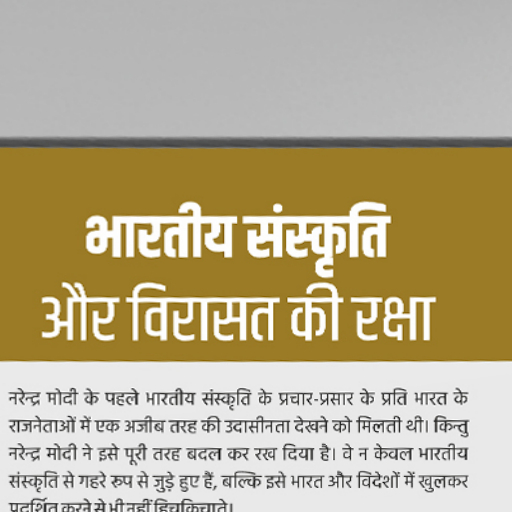 भारतीय संस्कृति
और विरासत की रक्षा
नरेन्द्र मोदी के पहले भारतीय संस्कृति के प्रचार-प्रसार के प्रति भारत के
राजनेताओं में एक अजीब तरह की उदासीनता देखने को मिलती थी। किन्तु
नरेन्द्र मोदी ने इसे पूरी तरह बदल कर रख दिया है। वे न केवल भारतीय
संस्कृति से गहरे रूप से जुड़े हुए हैं, बल्कि इसे भारत और विदेशों में खुलकर
प्रदर्शित करने से भी नहीं हिचकिचाते।